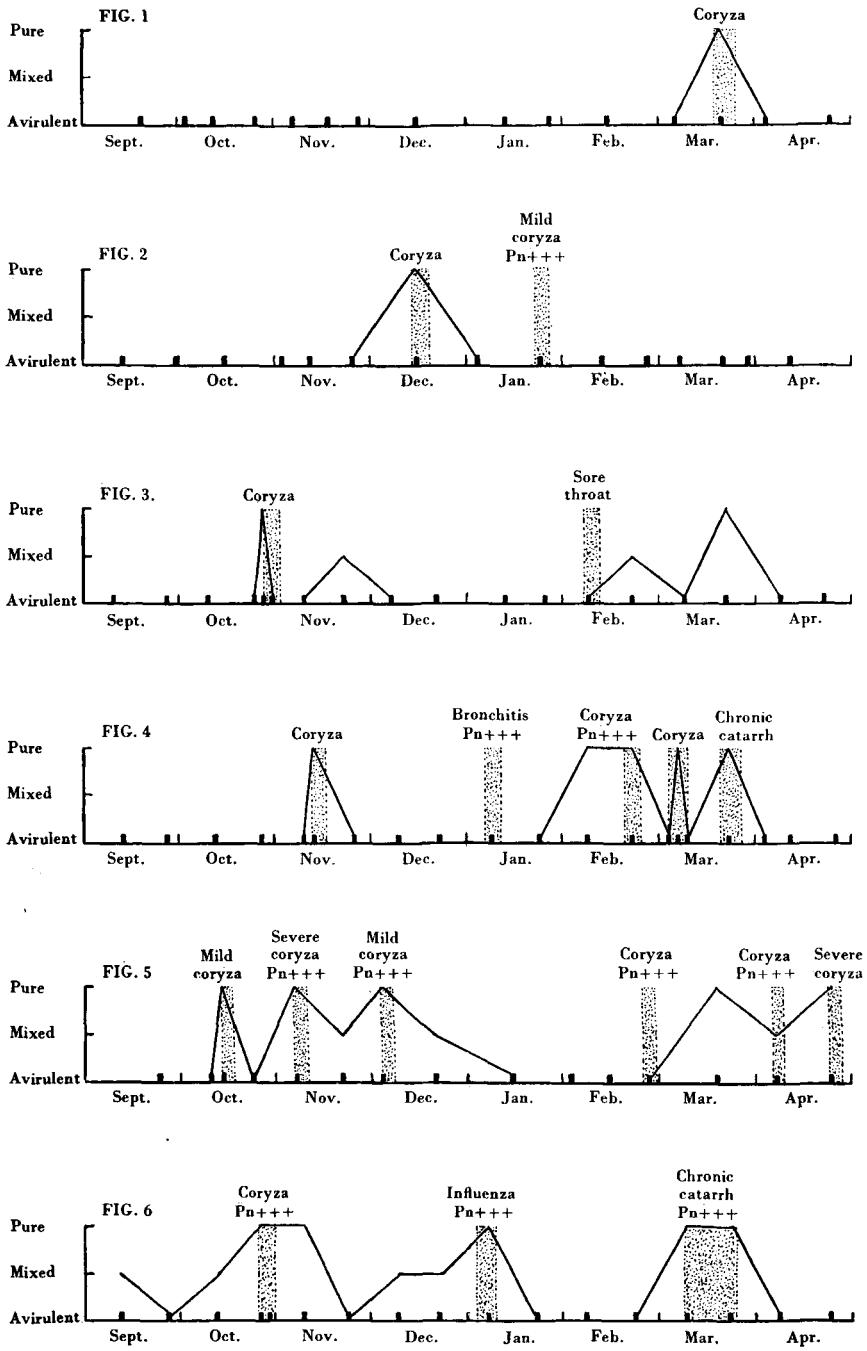 FIG. 1
Coryza
Pure
Mixed
Avirulent
Sept. Oct. Nov. Dec. Jan. Feb. Mar. Apr.
Mild
coryza
Pn+++
FIG. 2
Coryza
Pure
Mixed
Avirulent
Sept. Oct. Nov. Dec. Jan. Feb. Mar. Apr.
FIG. 3.
Coryza
Sore
throat
Pure
Mixed
Avirulent
Sept. Oct. Nov. Dec. Jan. Feb. Mar. Apr.
FIG. 4
Coryza
Bronchitis
Pn+++
Coryza
Pn+++
Coryza
Chronic
catarrh
Pure
Mixed
Avirulent
Sept. Oct. Nov. Dec. Jan. Feb. Mar. Apr.
FIG. 5
Mild
coryza
Severe
coryza
Pn+++
Mild
coryza
Pn+++
Coryza
Pn+++
Coryza
Pn+++
Severe
coryza
Pure
Mixed
Avirulent
Sept. Oct. Nov. Dec. Jan. Feb. Mar. Apr.
FIG. 6
Coryza
Pn+++
Influenza
Pn+++
Chronic
catarrh
Pn+++
Pure
Mixed
Avirulent
Sept. Oct. Nov. Dec. Jan. Feb. Mar. Apr.